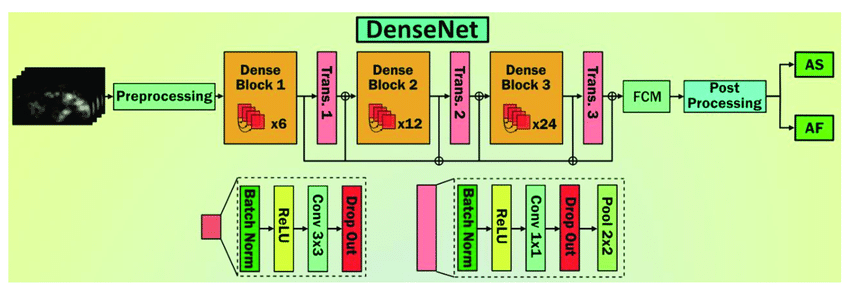 DenseNet
Preprocessing
Dense
Block 1
x6
Trans. 1
Dense
Block 2
x12
Trans. 2
Dense
Block 3
x24
Trans. 3
FCM
Post
Processing
AS
AF
Batch Norm
ReLU
Conv 3x3
Drop Out
Batch Norm
ReLU
Conv 1x1
Drop Out
Pool 2x2